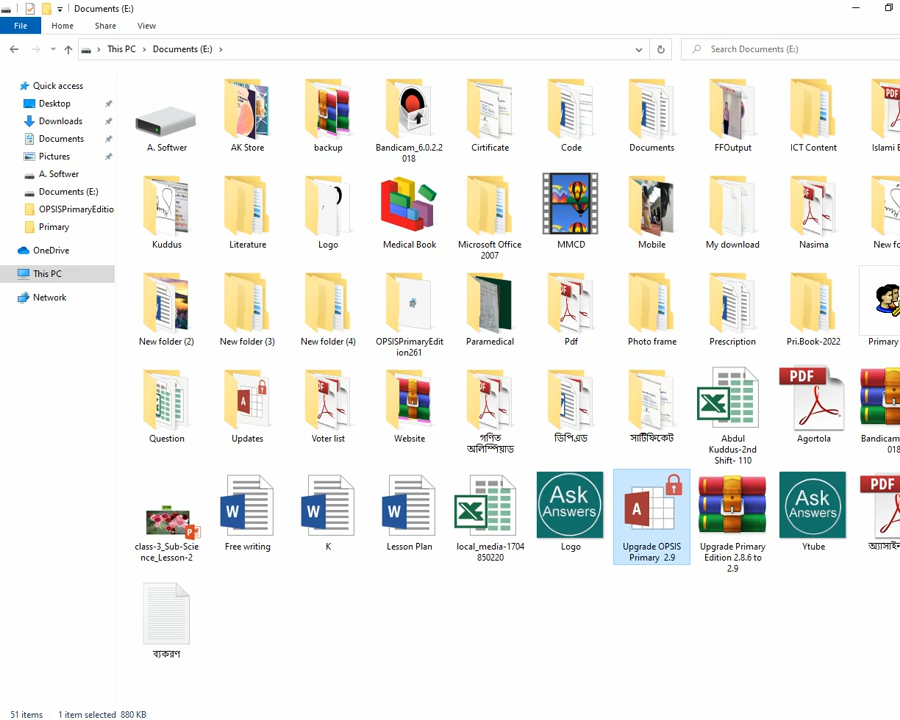 Documents (E:)
File Home Share View
This PC Documents (E:)
Search Documents (E:)
Quick access
Desktop
Downloads
Documents
Pictures
A. Softwer
Documents (E:)
OPSISPrimaryEditio
Primary
OneDrive
This PC
Network
A. Softwer
AK Store
backup
Bandicam_6.0.2.2
018
Cirtificate
Code
Documents
FFOutput
ICT Content
Islami
Kuddus
Literature
Logo
Medical Book
Microsoft Office
2007
MMCD
Mobile
My download
Nasima
New fo
New folder (2)
New folder (3)
New folder (4)
OPSISPrimaryEdit
ion261
Paramedical
Pdf
Photo frame
Prescription
Pri.Book-2022
Primary
Question
Updates
Voter list
Website
গণিত
অলিম্পিয়াড
ডিপিএড
সার্টিফিকেট
Abdul
Kuddus-2nd
Shift- 110
Agortola
Bandicam
018
class-3_Sub-Scie
nce_Lesson-2
Free writing
K
Lesson Plan
local_media-1704
850220
Ask
Answers
Logo
Upgrade OPSIS
Primary 2.9
Upgrade Primary
Edition 2.8.6 to
2.9
Ask
Answers
Ytube
PDF
ব্যকরণ
51 items 1 item selected 880 KB